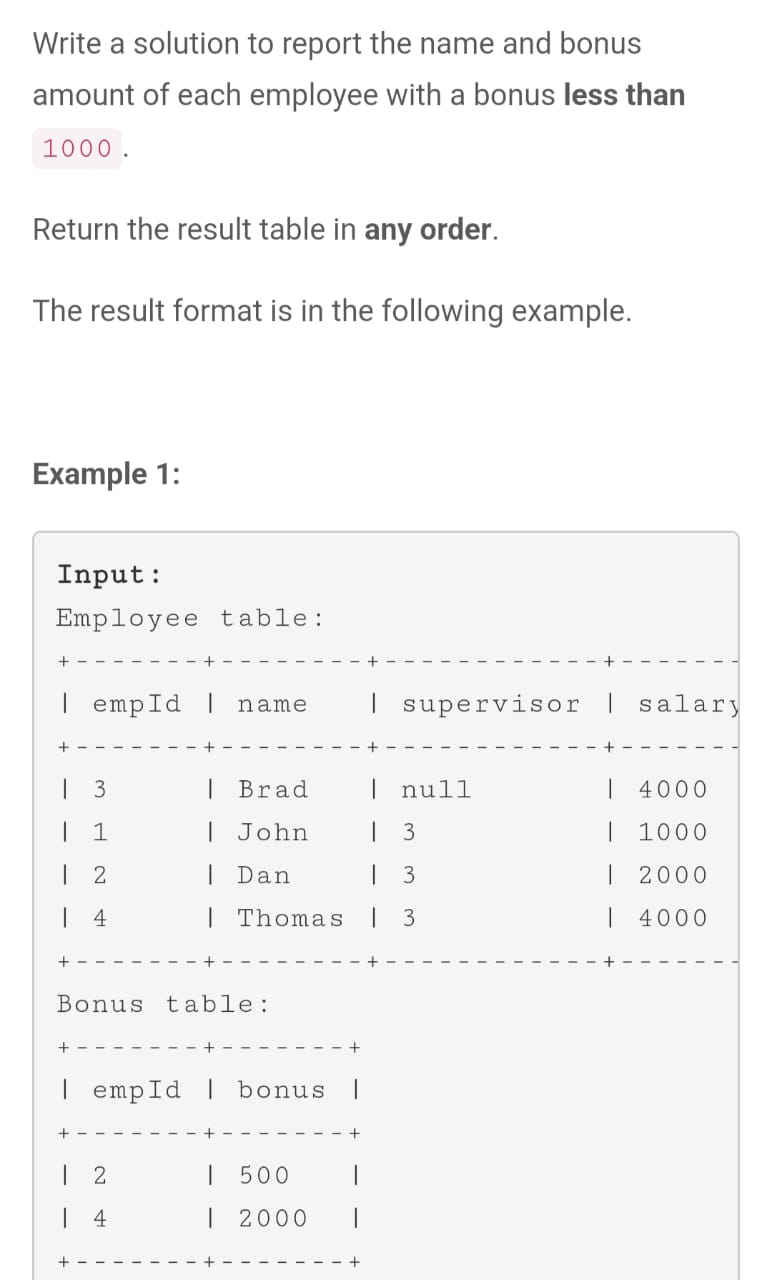 Write a solution to report the name and bonus
amount of each employee with a bonus less than
1000.
Return the result table in any order.
The result format is in the following example.
Example 1:
Input:
Employee table:
+-------+--------+------------+-------
| empId | name   | supervisor | salary
+-------+--------+------------+-------
| 3     | Brad   | null       | 4000
| 1     | John   | 3          | 1000
| 2     | Dan    | 3          | 2000
| 4     | Thomas | 3          | 4000
+-------+--------+------------+-------
Bonus table:
+-------+-------+
| empId | bonus |
+-------+-------+
| 2     | 500   |
| 4     | 2000  |
+-------+-------+